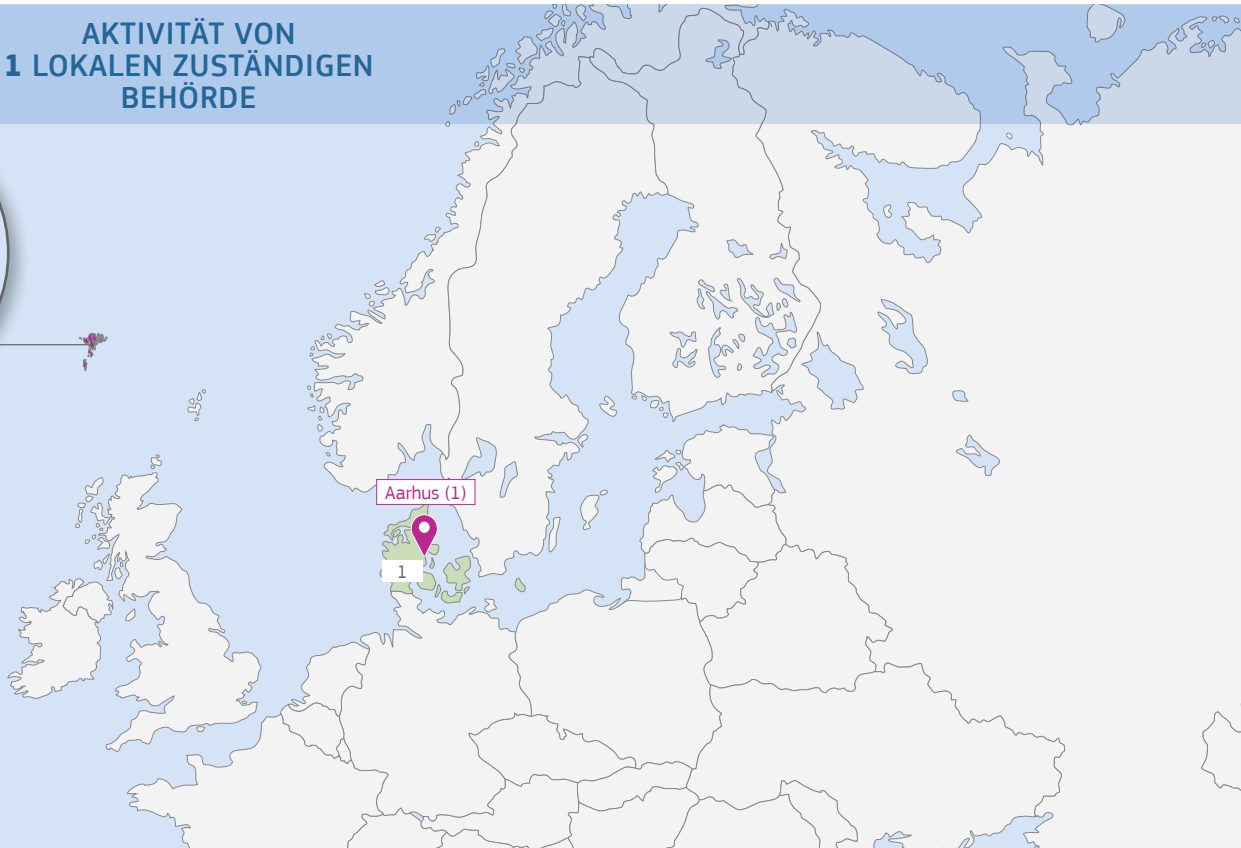 AKTIVITÄT VON
1 LOKALEN ZUSTÄNDIGEN
BEHÖRDE
Aarhus (1)
1